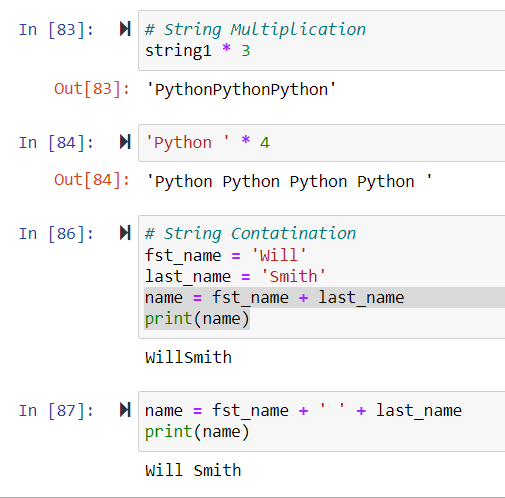 In [83]: # String Multiplication
string1 * 3
Out[83]: 'PythonPythonPython'
In [84]: 'Python ' * 4
Out[84]: 'Python Python Python Python '
In [86]: # String Contatination
fst_name = 'Will'
last_name = 'Smith'
name = fst_name + last_name
print(name)
WillSmith
In [87]: name = fst_name + ' ' + last_name
print(name)
Will Smith